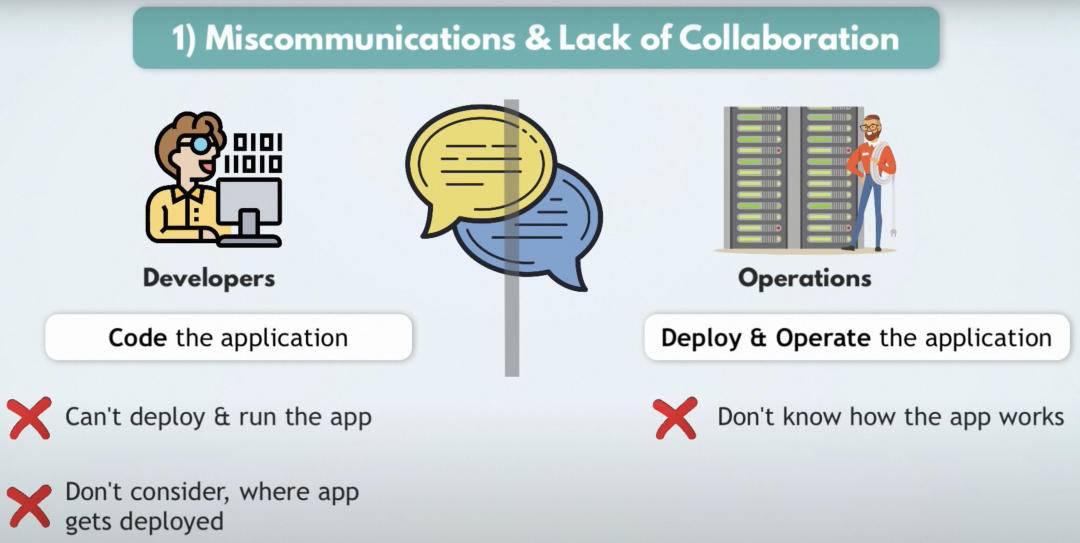 1) Miscommunications & Lack of Collaboration
0101
11010
Developers
Operations
Code the application
Deploy & Operate the application
Can't deploy & run the app
Don't know how the app works
Don't consider, where app
gets deployed